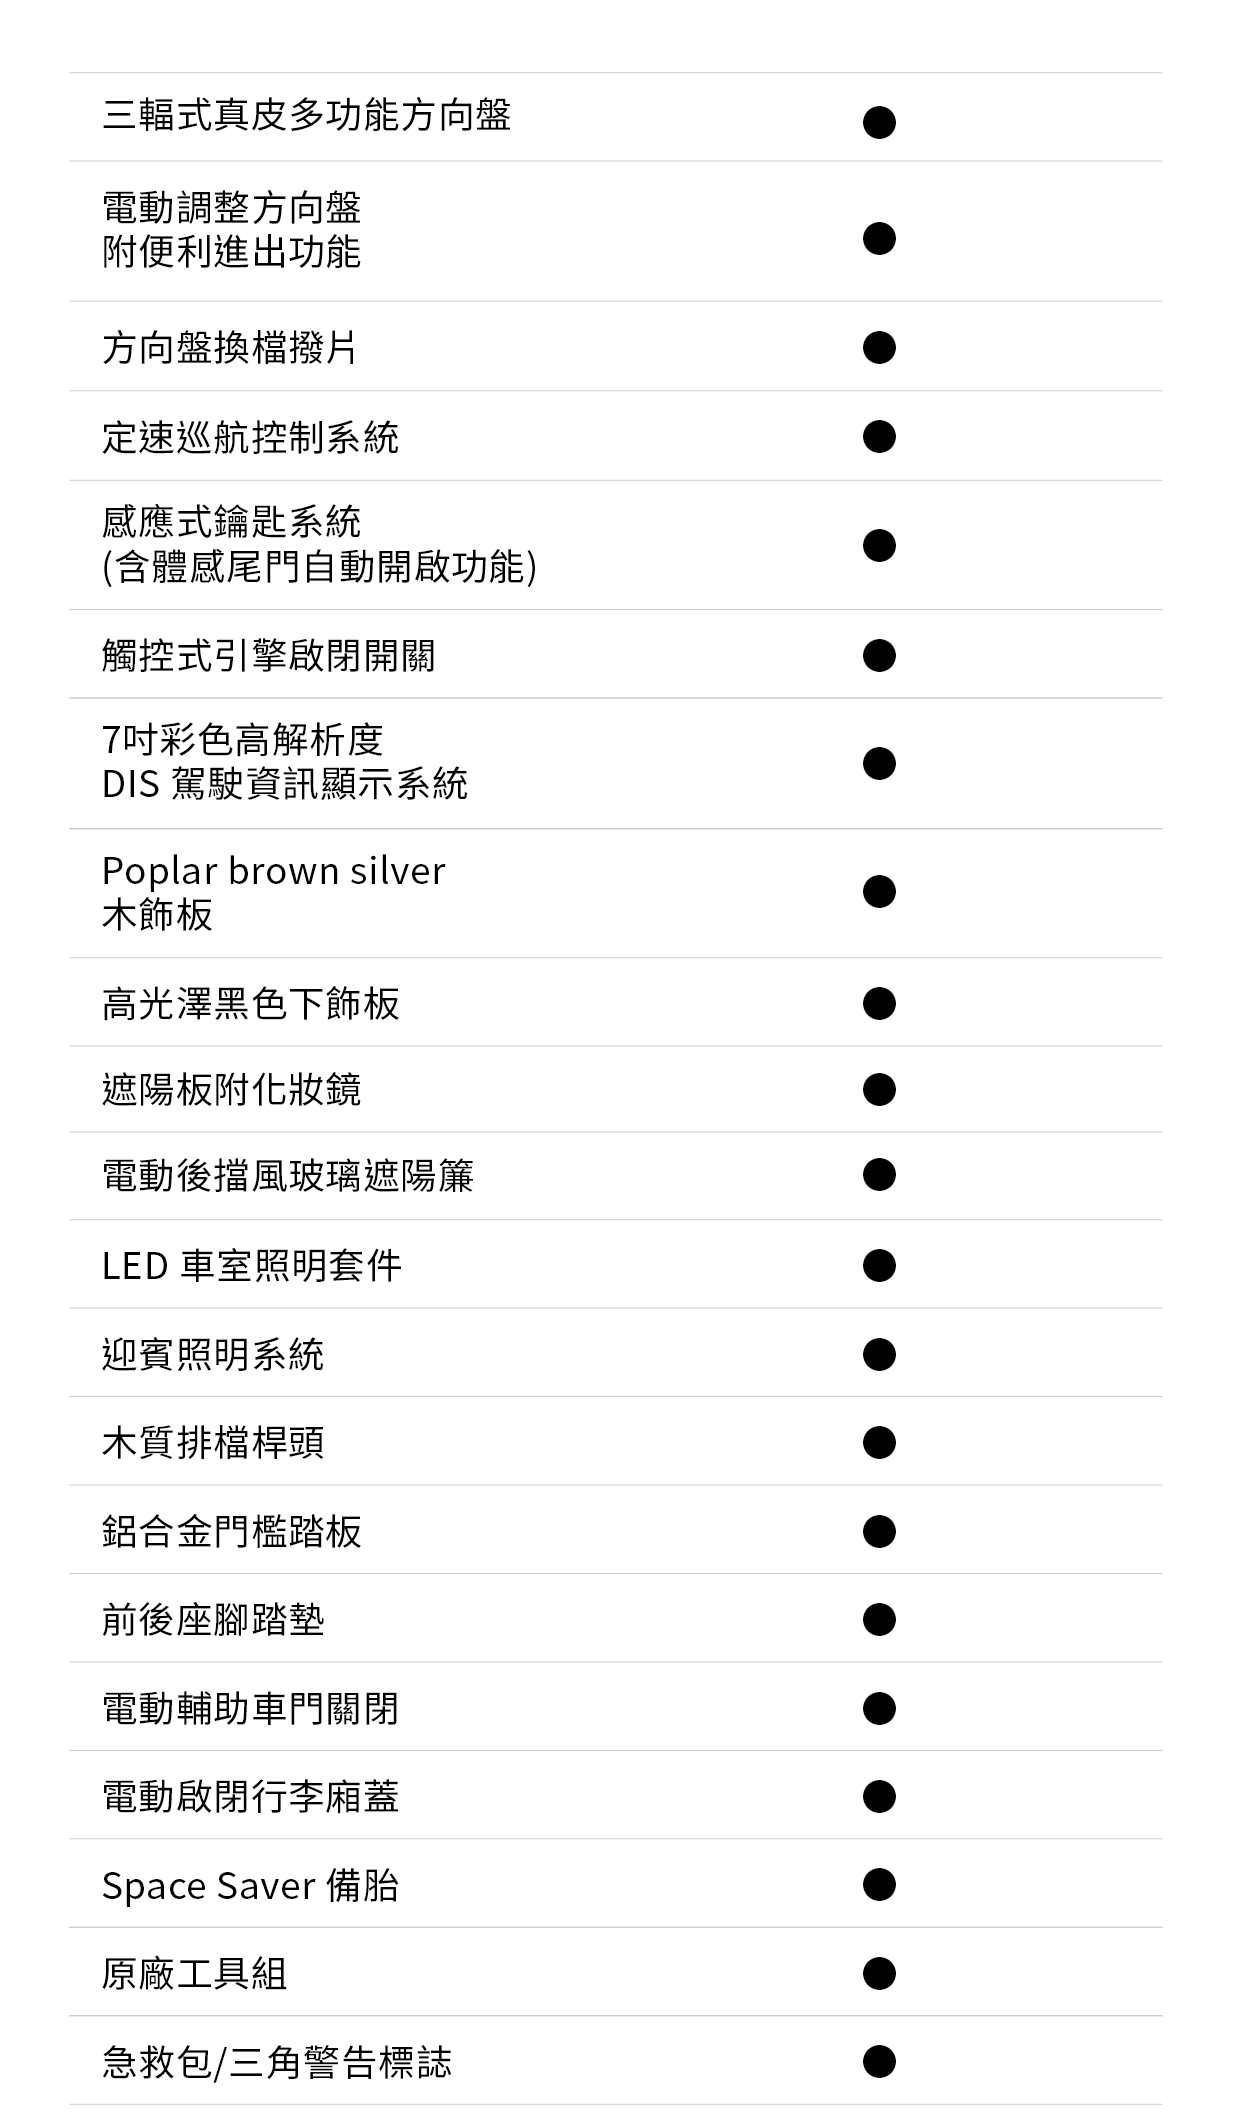 三輻式真皮多功能方向盤 ●
電動調整方向盤
附便利進出功能 ●
方向盤換檔撥片 ●
定速巡航控制系統 ●
感應式鑰匙系統
(含體感尾門自動開啟功能) ●
觸控式引擎啟閉開關 ●
7吋彩色高解析度
DIS 駕駛資訊顯示系統 ●
Poplar brown silver
木飾板 ●
高光澤黑色下飾板 ●
遮陽板附化妝鏡 ●
電動後擋風玻璃遮陽簾 ●
LED 車室照明套件 ●
迎賓照明系統 ●
木質排檔桿頭 ●
鋁合金門檻踏板 ●
前後座腳踏墊 ●
電動輔助車門關閉 ●
電動啟閉行李廂蓋 ●
Space Saver 備胎 ●
原廠工具組 ●
急救包/三角警告標誌 ●